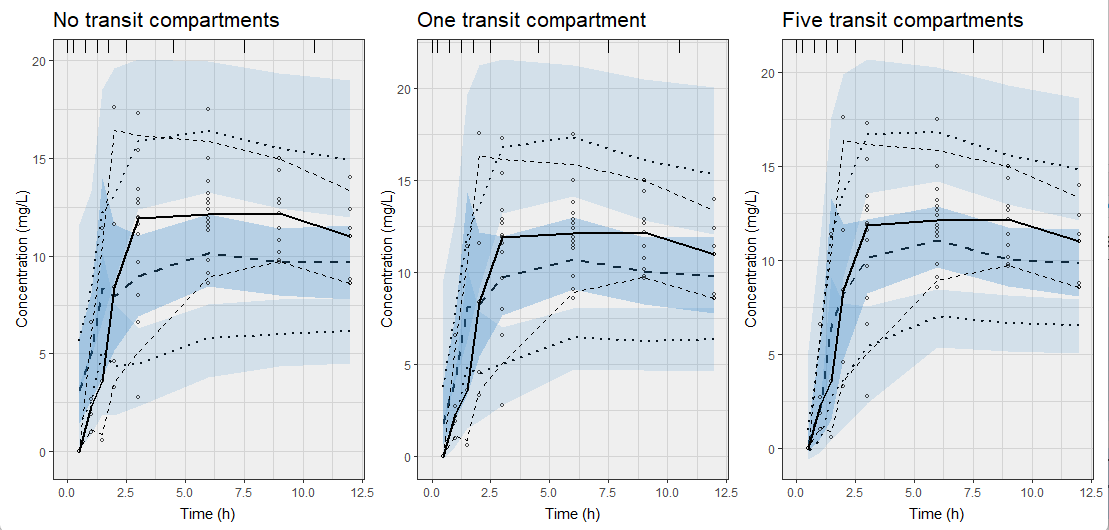 No transit compartments
Concentration (mg/L)
20
15
10
5
0
0.0 2.5 5.0 7.5 10.0 12.5
Time (h)
One transit compartment
Concentration (mg/L)
20
15
10
5
0
0.0 2.5 5.0 7.5 10.0 12.5
Time (h)
Five transit compartments
Concentration (mg/L)
20
15
10
5
0
0.0 2.5 5.0 7.5 10.0 12.5
Time (h)